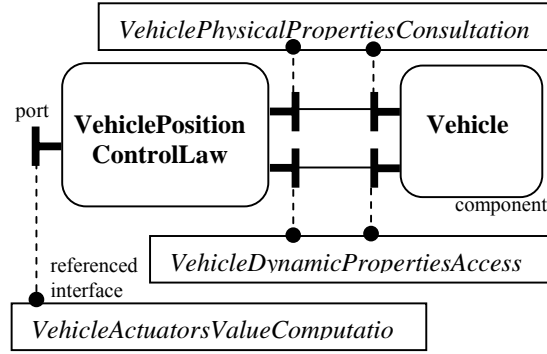 VehiclePhysicalPropertiesConsultation
port
VehiclePosition
ControlLaw
Vehicle
component
VehicleDynamicPropertiesAccess
referenced
interface
VehicleActuatorsValueComputatio